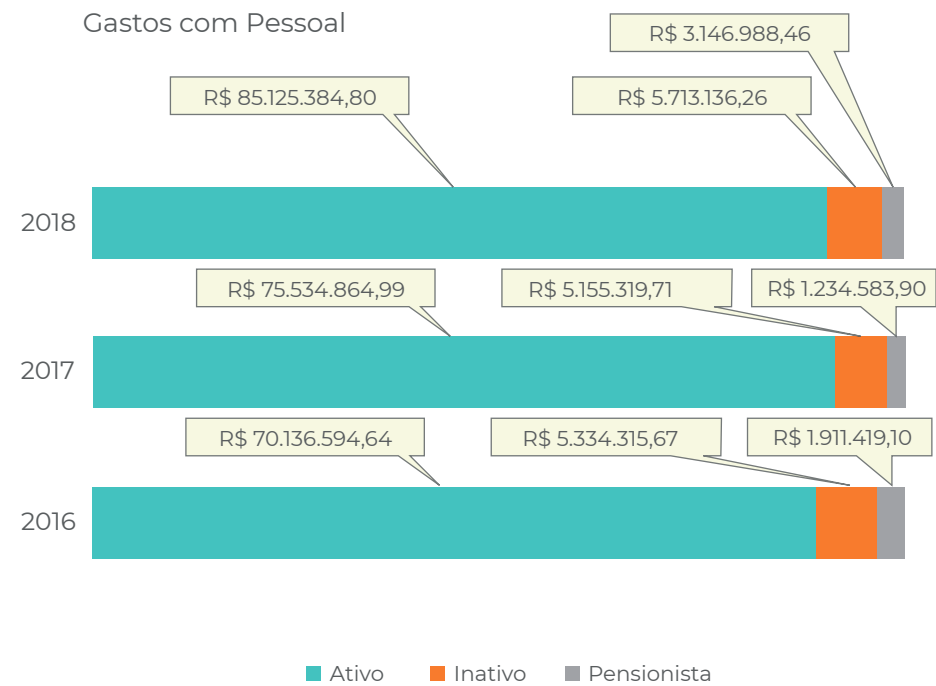 Gastos com Pessoal
R$ 3.146.988,46
R$ 85.125.384,80
R$ 5.713.136,26
2018
R$ 75.534.864,99
R$ 5.155.319,71
R$ 1.234.583,90
2017
R$ 70.136.594,64
R$ 5.334.315,67
R$ 1.911.419,10
2016
Ativo
Inativo
Pensionista